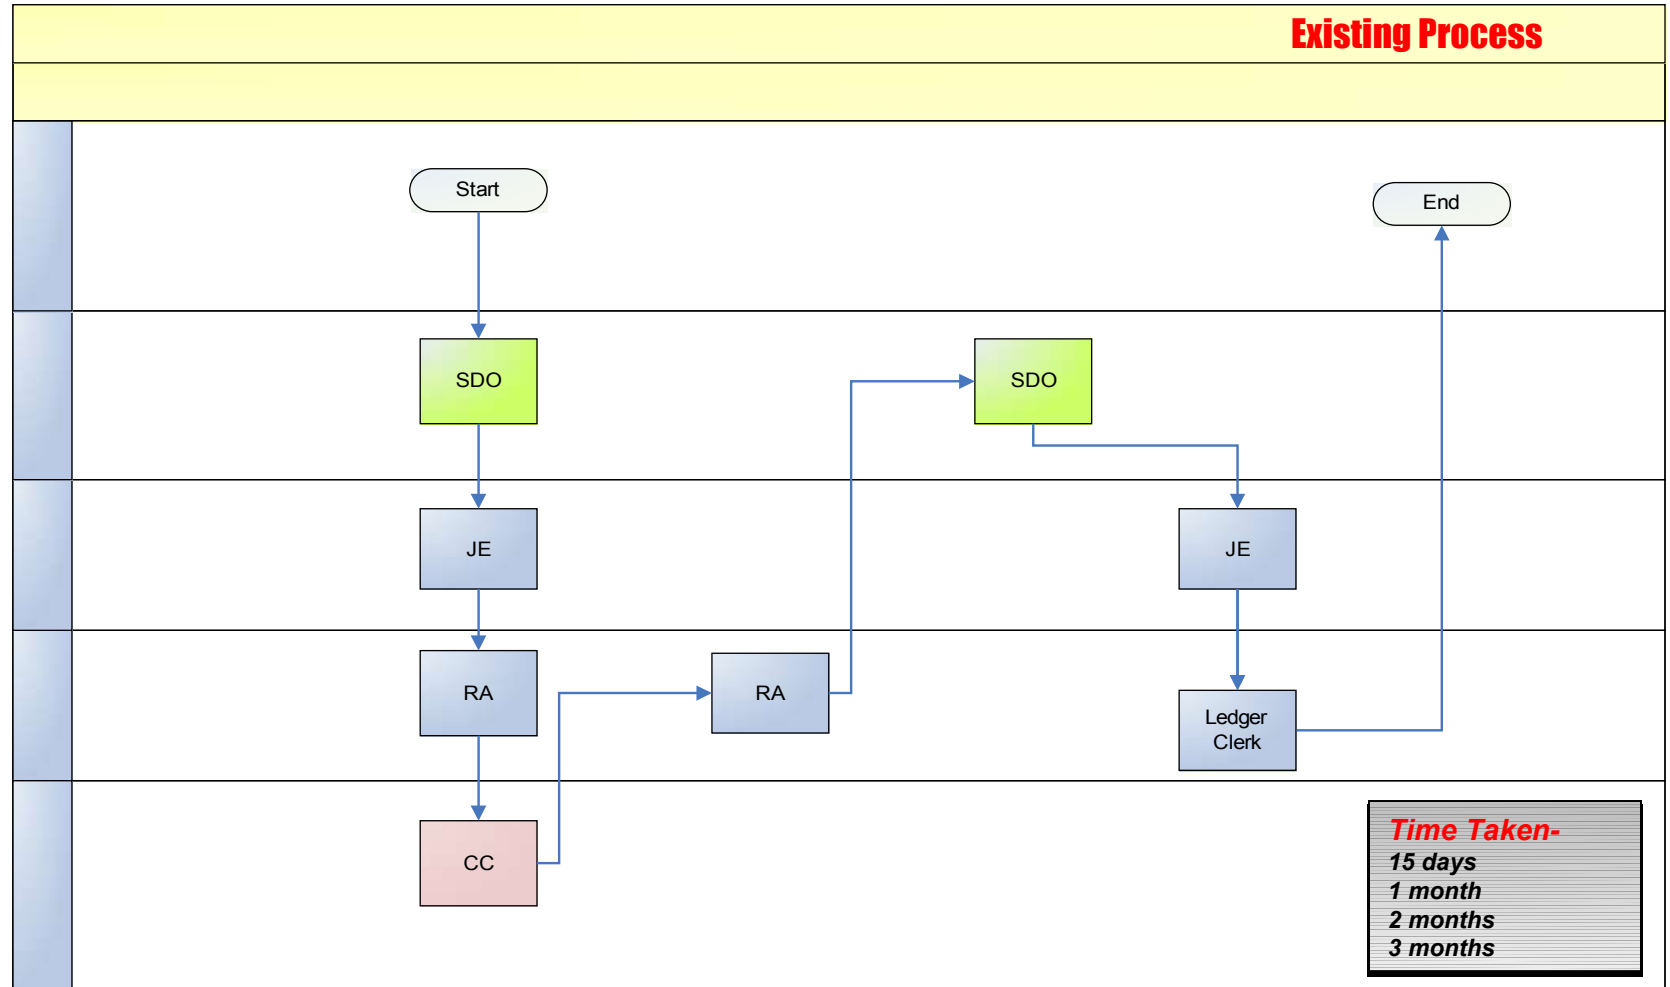 Existing Process
Start
End
SDO
SDO
JE
JE
RA
RA
Ledger
Clerk
CC
Time Taken-
15 days
1 month
2 months
3 months